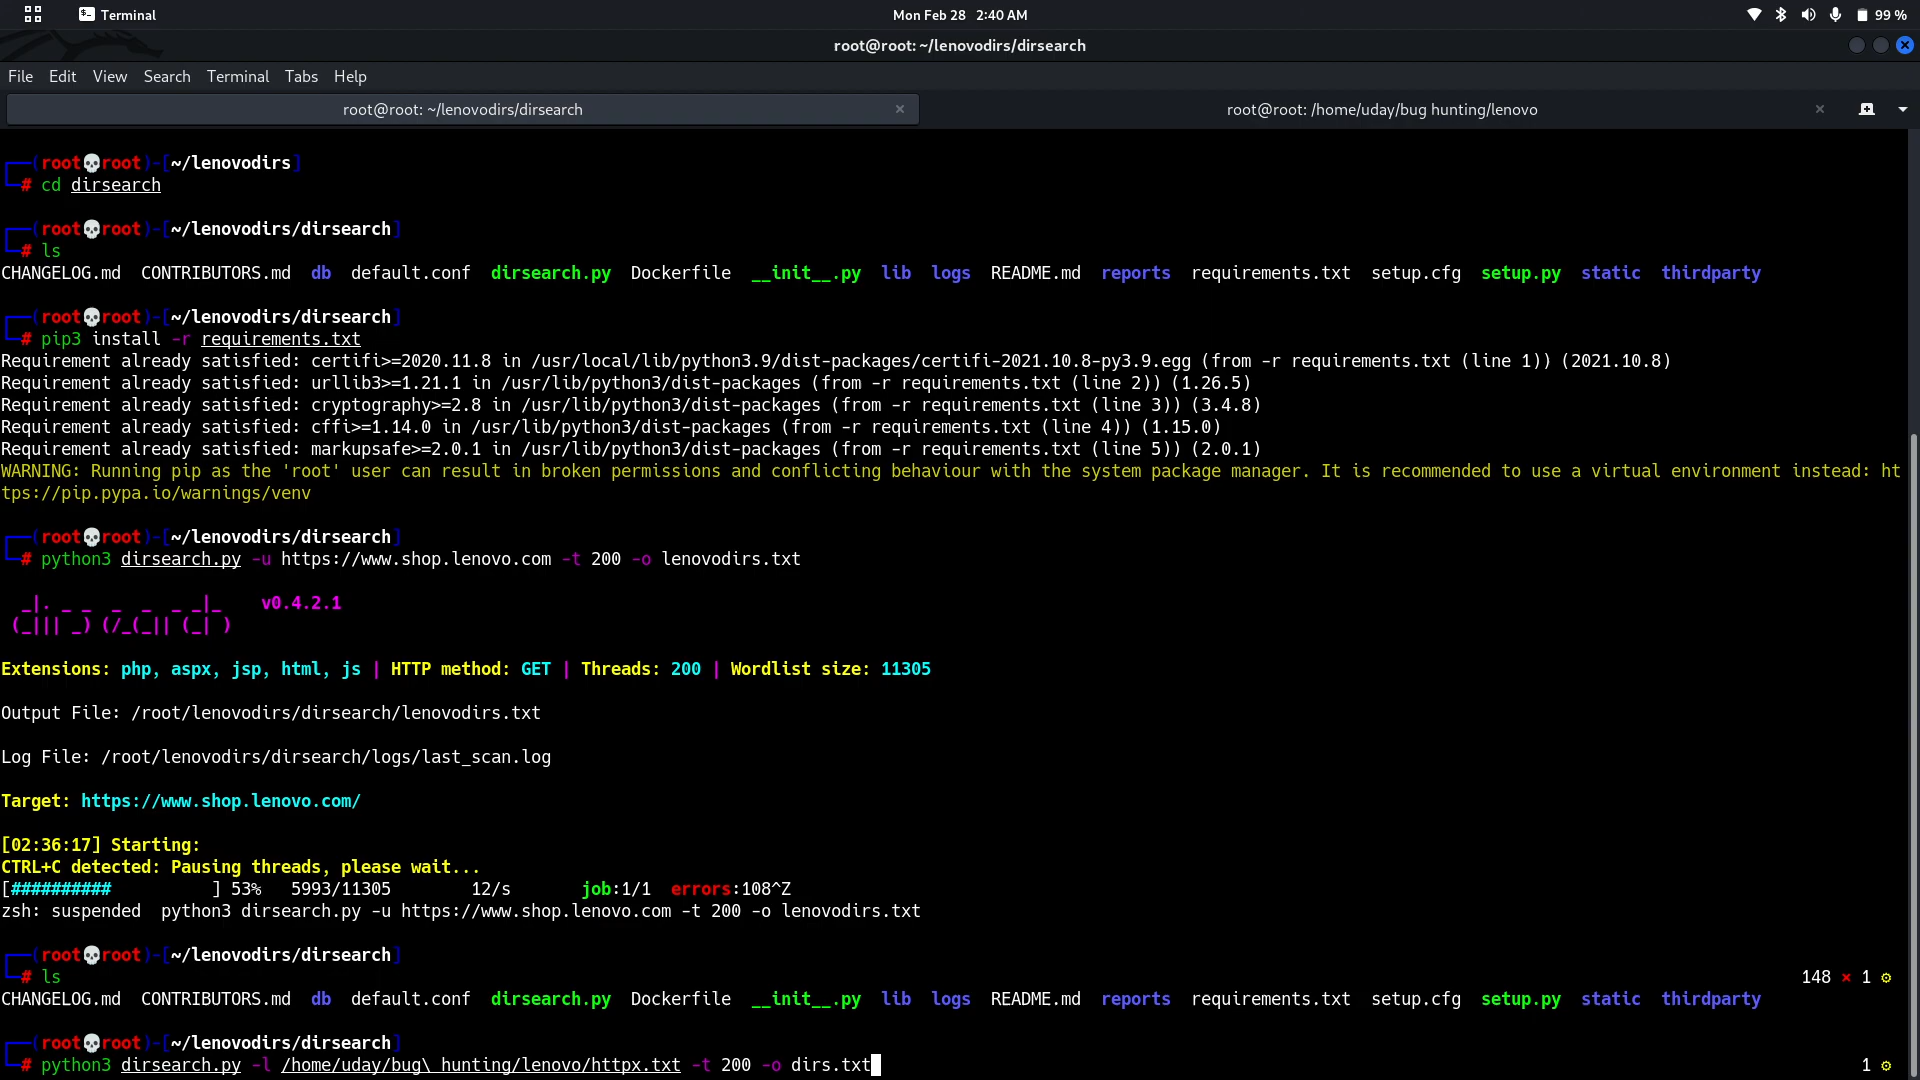 Terminal
Mon Feb 28 2:40 AM
99 %
root@root: ~/lenovodirs/dirsearch
File Edit View Search Terminal Tabs Help
root@root: ~/lenovodirs/dirsearch × root@root: /home/uday/bug hunting/lenovo ×
┌──(root💀root)-[~/lenovodirs]
└─# cd dirsearch
┌──(root💀root)-[~/lenovodirs/dirsearch]
└─# ls
CHANGELOG.md CONTRIBUTORS.md db default.conf dirsearch.py Dockerfile __init__.py lib logs README.md reports requirements.txt setup.cfg setup.py static thirdparty
┌──(root💀root)-[~/lenovodirs/dirsearch]
└─# pip3 install -r requirements.txt
Requirement already satisfied: certifi>=2020.11.8 in /usr/local/lib/python3.9/dist-packages/certifi-2021.10.8-py3.9.egg (from -r requirements.txt (line 1)) (2021.10.8)
Requirement already satisfied: urllib3>=1.21.1 in /usr/lib/python3/dist-packages (from -r requirements.txt (line 2)) (1.26.5)
Requirement already satisfied: cryptography>=2.8 in /usr/lib/python3/dist-packages (from -r requirements.txt (line 3)) (3.4.8)
Requirement already satisfied: cffi>=1.14.0 in /usr/lib/python3/dist-packages (from -r requirements.txt (line 4)) (1.15.0)
Requirement already satisfied: markupsafe>=2.0.1 in /usr/lib/python3/dist-packages (from -r requirements.txt (line 5)) (2.0.1)
WARNING: Running pip as the 'root' user can result in broken permissions and conflicting behaviour with the system package manager. It is recommended to use a virtual environment instead: ht
tps://pip.pypa.io/warnings/venv
┌──(root💀root)-[~/lenovodirs/dirsearch]
└─# python3 dirsearch.py -u https://www.shop.lenovo.com -t 200 -o lenovodirs.txt
  _|. _ _  _  _  _ _|_    v0.4.2.1
 (_||| _) (/_(_|| (_| )
Extensions: php, aspx, jsp, html, js | HTTP method: GET | Threads: 200 | Wordlist size: 11305
Output File: /root/lenovodirs/dirsearch/lenovodirs.txt
Log File: /root/lenovodirs/dirsearch/logs/last_scan.log
Target: https://www.shop.lenovo.com/
[02:36:17] Starting:
CTRL+C detected: Pausing threads, please wait...
[##########          ] 53%   5993/11305        12/s       job:1/1  errors:108^Z
zsh: suspended  python3 dirsearch.py -u https://www.shop.lenovo.com -t 200 -o lenovodirs.txt
┌──(root💀root)-[~/lenovodirs/dirsearch]
└─# ls 148 × 1 ⚙
CHANGELOG.md CONTRIBUTORS.md db default.conf dirsearch.py Dockerfile __init__.py lib logs README.md reports requirements.txt setup.cfg setup.py static thirdparty
┌──(root💀root)-[~/lenovodirs/dirsearch]
└─# python3 dirsearch.py -l /home/uday/bug\ hunting/lenovo/httpx.txt -t 200 -o dirs.txt 1 ⚙